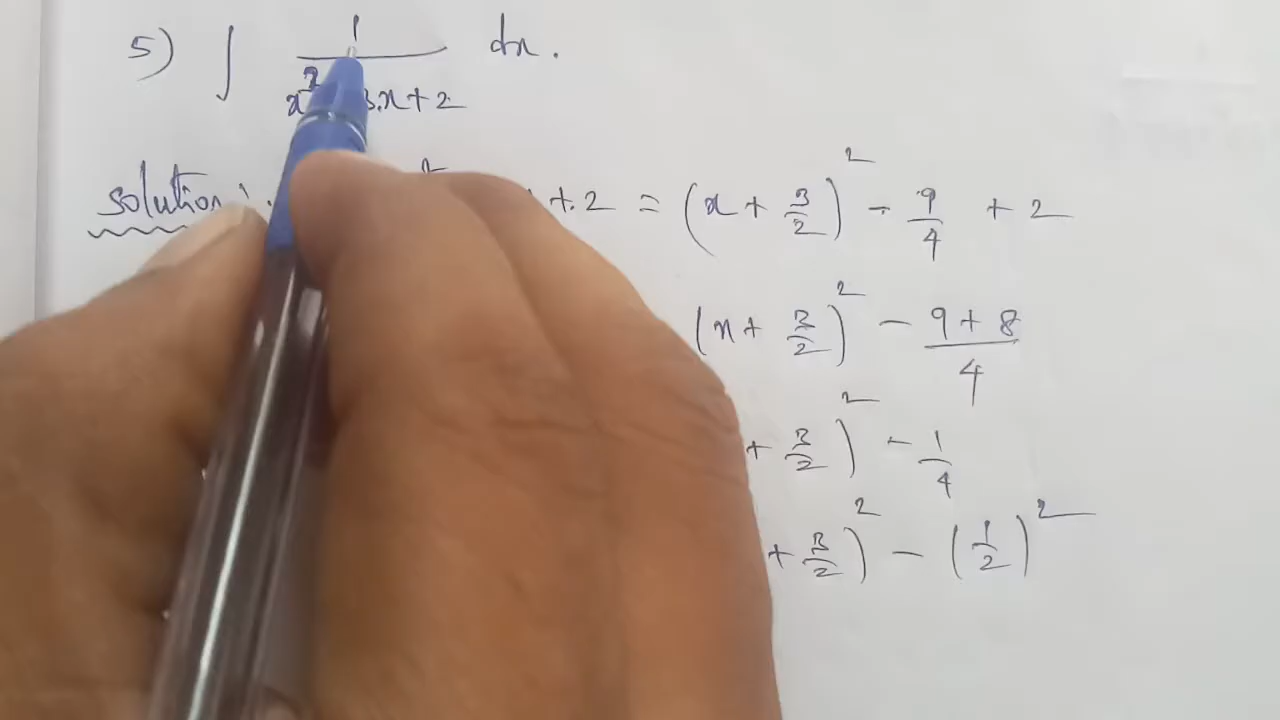 5) ∫ 1 dx.
x² 3x+2
solution: 2 x+2 = (x + 3/2)² - 9/4 + 2
(x + 3/2)² - 9+8/4
+ 3/2)² - 1/4
+ 3/2)² - (1/2)²